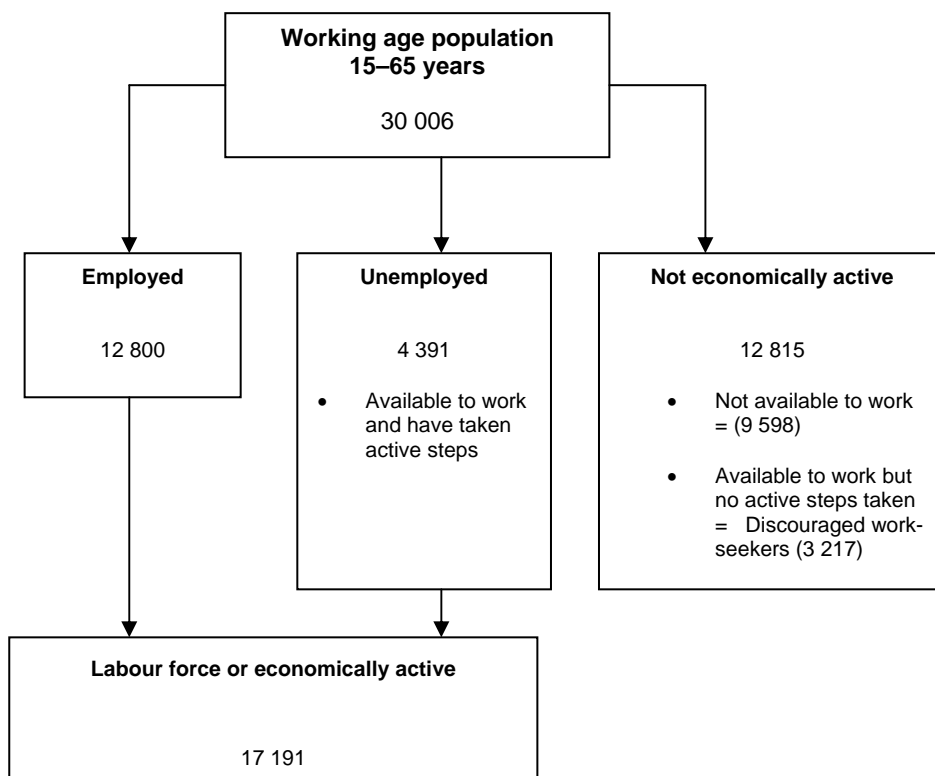 Working age population
15–65 years
30 006
Employed
12 800
Unemployed
4 391
• Available to work
and have taken
active steps
Not economically active
12 815
• Not available to work
= (9 598)
• Available to work but
no active steps taken
= Discouraged work-
seekers (3 217)
Labour force or economically active
17 191